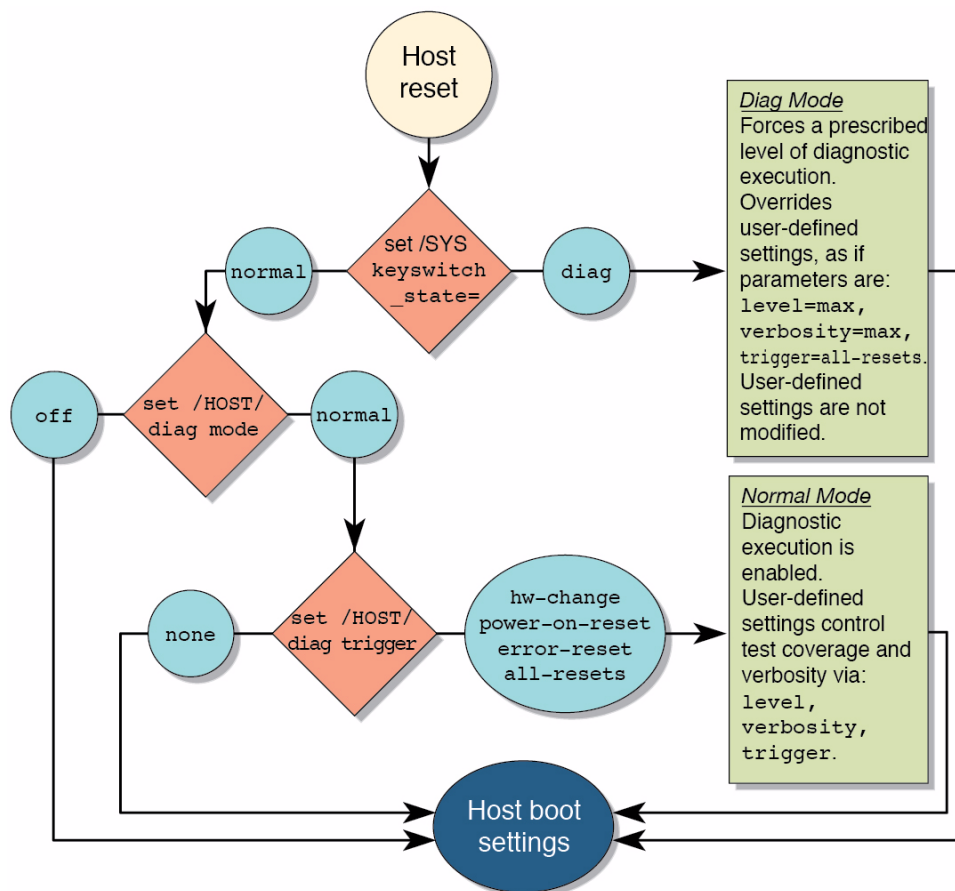 Host
reset
Diag Mode
Forces a prescribed
level of diagnostic
execution.
Overrides
user-defined
settings, as if
parameters are:
level=max,
verbosity=max,
trigger=all-resets.
User-defined
settings are not
modified.
set /SYS
keyswitch
_state=
normal
diag
off
set /HOST/
diag mode
normal
Normal Mode
Diagnostic
execution is
enabled.
User-defined
settings control
test coverage and
verbosity via:
level,
verbosity,
trigger.
none
set /HOST/
diag trigger
hw-change
power-on-reset
error-reset
all-resets
Host boot
settings